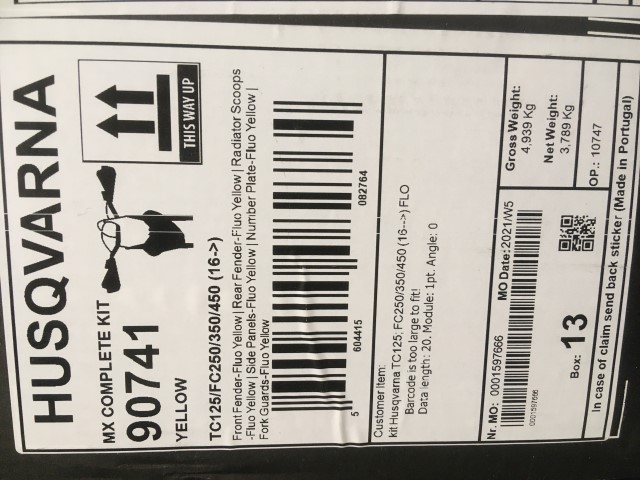 HUSQVARNA
THIS WAY UP
MX COMPLETE KIT
90741
YELLOW
TC125/FC250/350/450 (16->)
Front Fender-Fluo Yellow | Rear Fender-Fluo Yellow | Radiator Scoops
-Fluo Yellow | Side Panels-Fluo Yellow | Number Plate-Fluo Yellow |
Fork Guards-Fluo Yellow
5 604415 082764
Customer Item:
kit Husqvarna TC125, FC250/350/450 (16-->) FLO
Barcode is too large to fit!
Data length: 20. Module: 1pt. Angle: 0
Gross Weight:
4,939 Kg
Net Weight:
3,789 Kg
OP.: 10747
Nr. MO: 0001597666
MO Date:2021/W5
0001597666
Box: 13
In case of claim send back sticker (Made in Portugal)